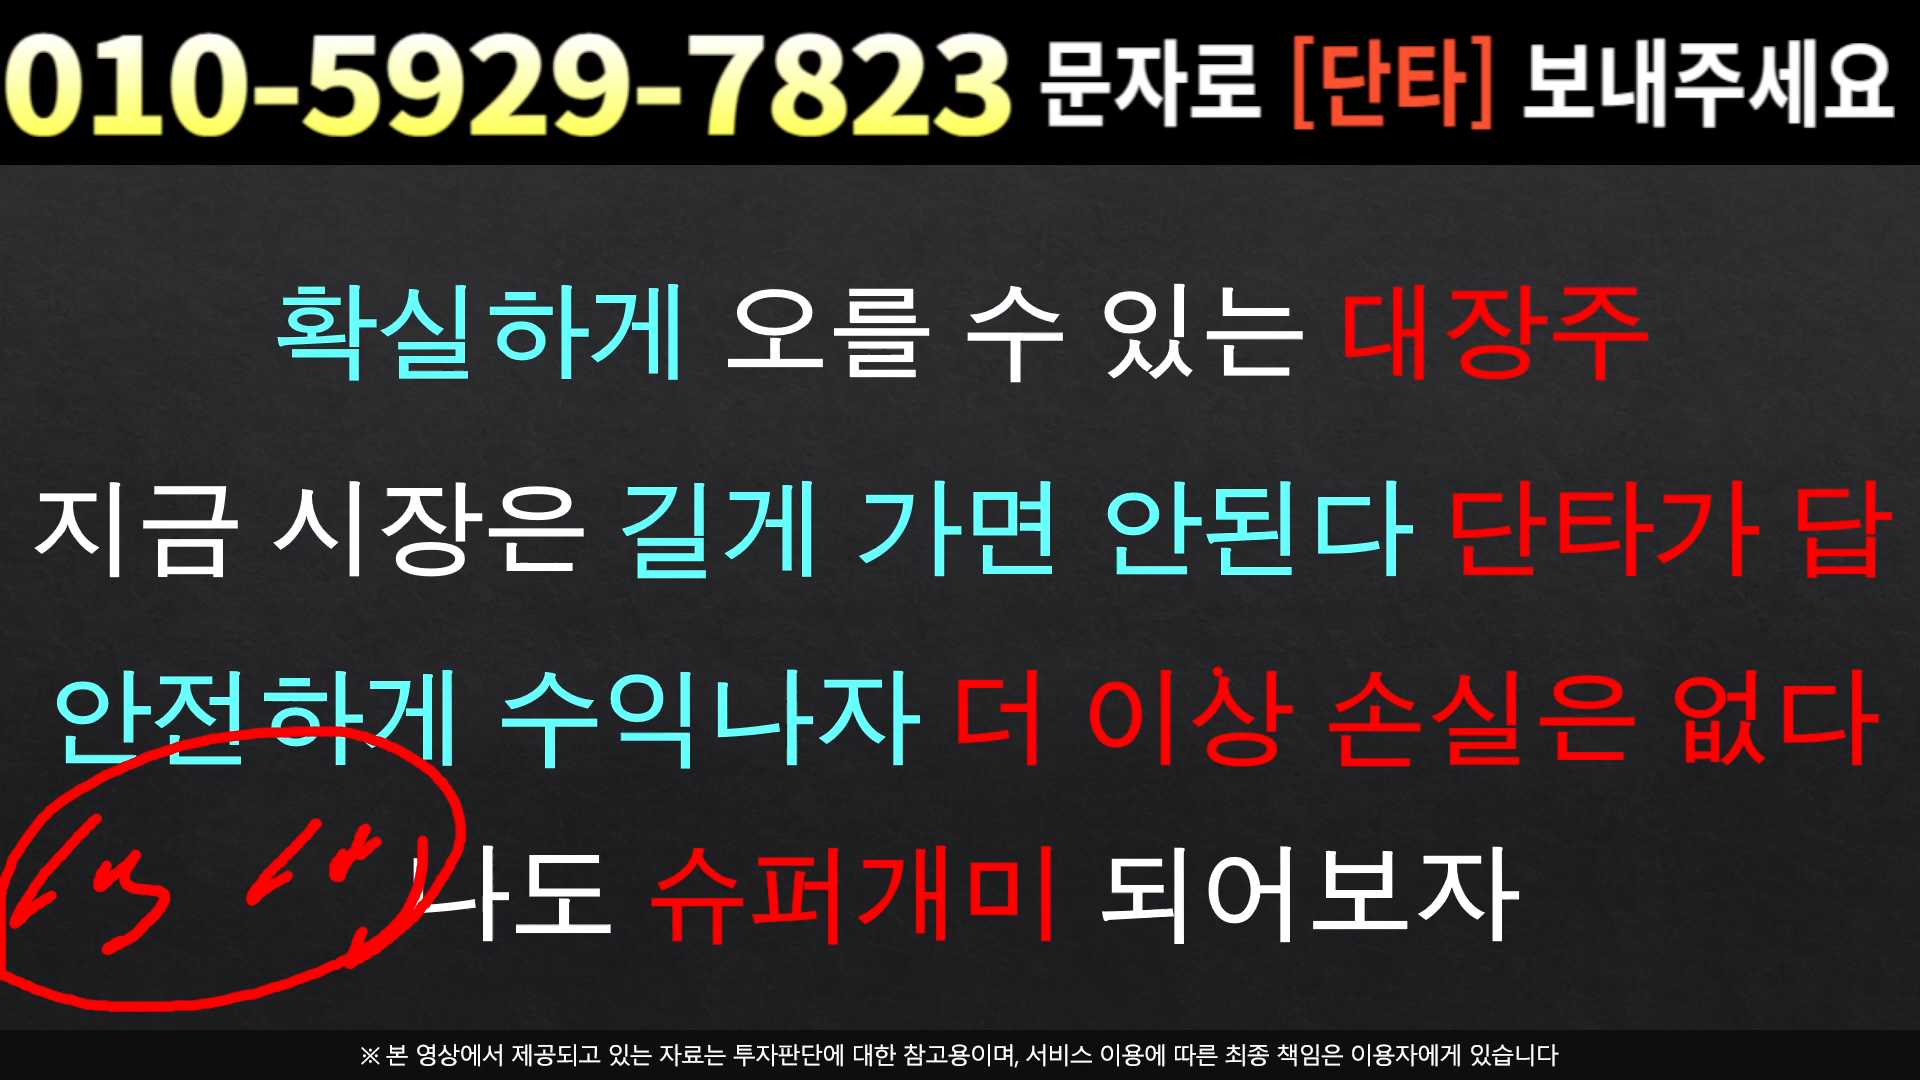 010-5929-7823 문자로 [단타] 보내주세요
확실하게 오를 수 있는 대장주
지금 시장은 길게 가면 안된다 단타가 답
안전하게 수익나자 더 이상 손실은 없다
나도 슈퍼개미 되어보자
※ 본 영상에서 제공되고 있는 자료는 투자판단에 대한 참고용이며, 서비스 이용에 따른 최종 책임은 이용자에게 있습니다